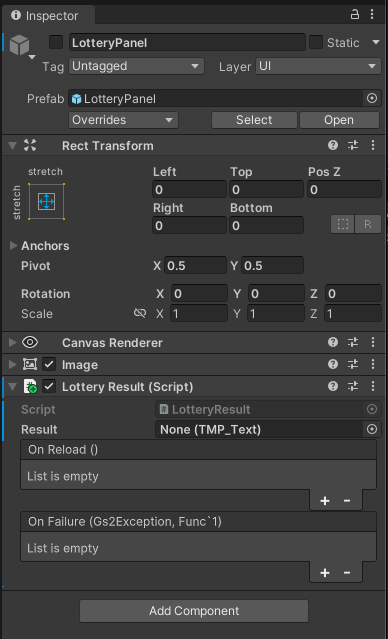 Inspector
LotteryPanel Static
Tag Untagged Layer UI
Prefab LotteryPanel
Overrides Select Open
Rect Transform
stretch Left Top Pos Z
stretch 0 0 0
Right Bottom
0 0 R
Anchors
Pivot X 0.5 Y 0.5
Rotation X 0 Y 0 Z 0
Scale X 1 Y 1 Z 1
Canvas Renderer
Image
Lottery Result (Script)
Script # LotteryResult
Result None (TMP_Text)
On Reload ()
List is empty
+ -
On Failure (Gs2Exception, Func`1)
List is empty
+ -
Add Component